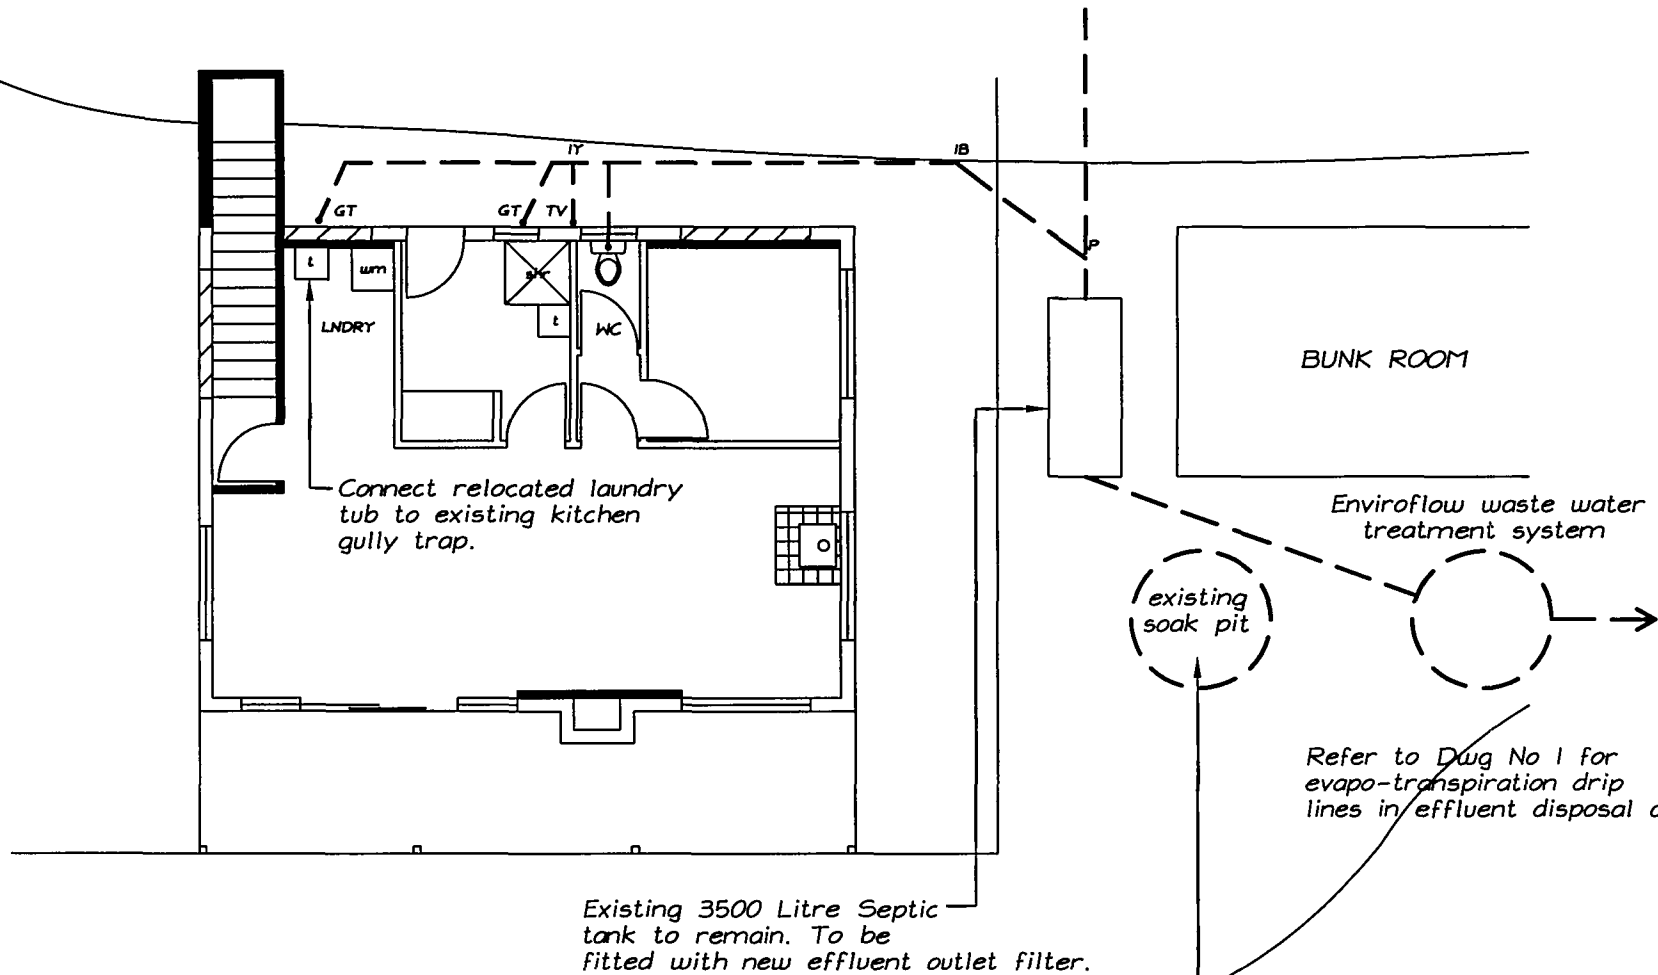 IY
IB
GT
GT
TV
P
t
wm
shr
LNDRY
t
WC
BUNK ROOM
Connect relocated laundry
tub to existing kitchen
gully trap.
Enviroflow waste water
treatment system
existing
soak pit
Refer to Dwg No 1 for
evapo-transpiration drip
lines in effluent disposal
Existing 3500 Litre Septic
tank to remain. To be
fitted with new effluent outlet filter.